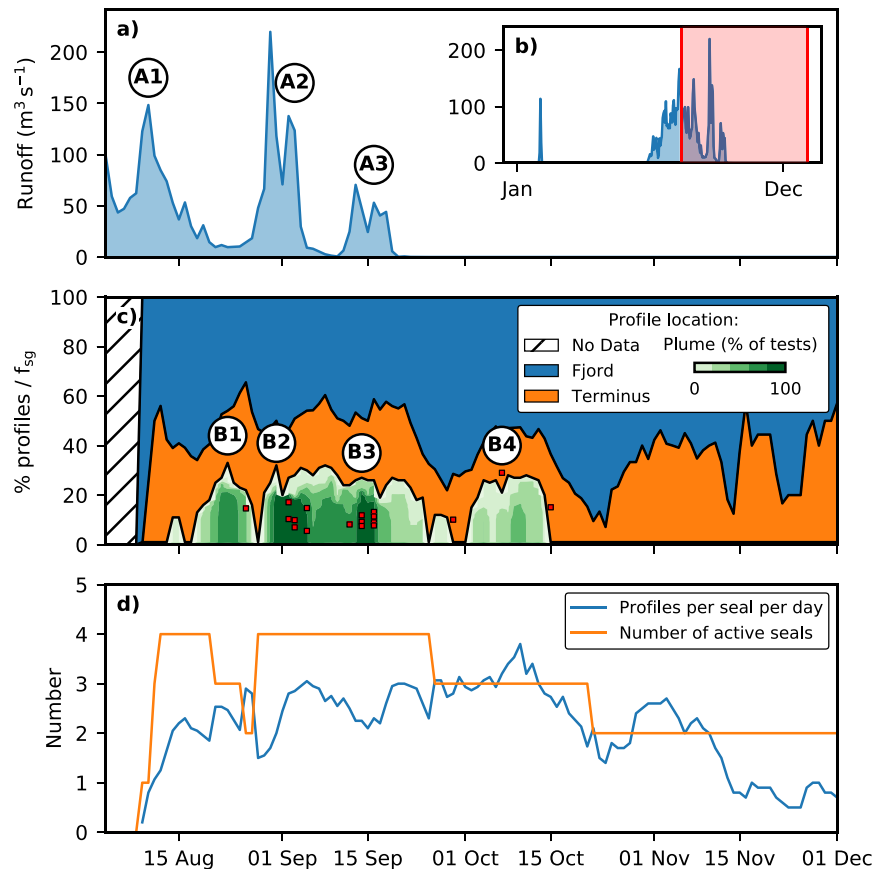 a)
Runoff (m³ s⁻¹)
200
150
100
50
0
A1
A2
A3
b)
200
100
0
Jan
Dec
c)
% profiles / f_sg
100
80
60
40
20
0
Profile location:
No Data
Fjord
Terminus
Plume (% of tests)
0
100
B1
B2
B3
B4
d)
Number
5
4
3
2
1
0
Profiles per seal per day
Number of active seals
15 Aug
01 Sep
15 Sep
01 Oct
15 Oct
01 Nov
15 Nov
01 Dec